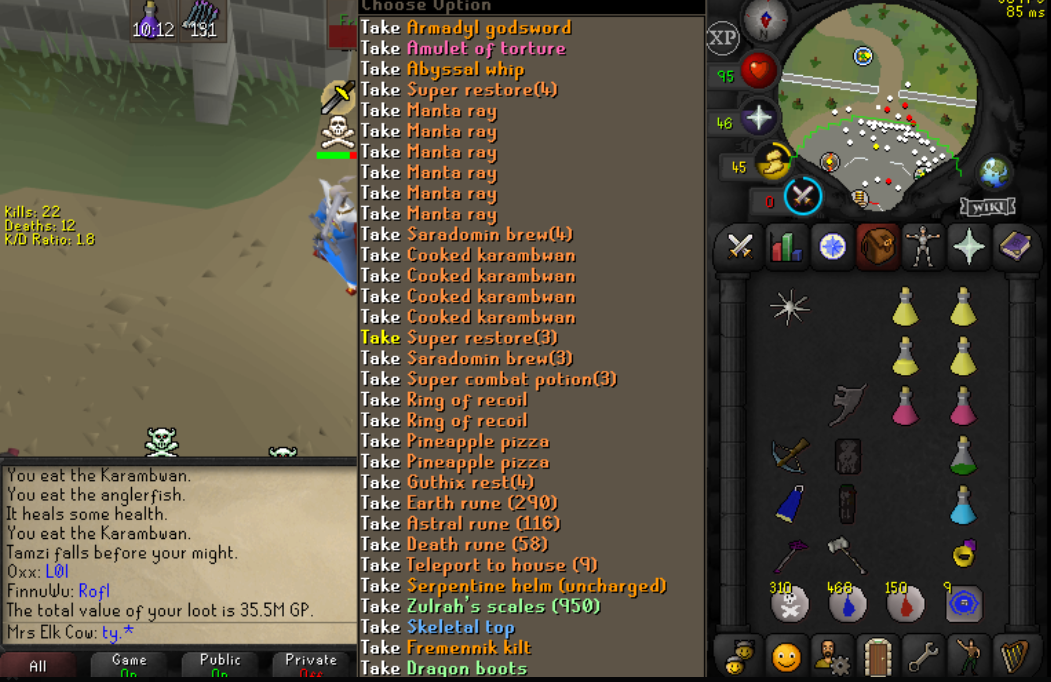 10:12
131
Kills: 22
Deaths: 12
K/D Ratio: 1.8
You eat the Karambwan.
You eat the anglerfish.
It heals some health.
You eat the Karambwan.
Tamzi falls before your might.
Oxx: L0l
FinnuWu: Rofl
The total value of your loot is 35.5M GP.
Mrs Elk Cow: ty.*
All
Game
On
Public
On
Private
Off
Choose Option
Take Armadyl godsword
Take Amulet of torture
Take Abyssal whip
Take Super restore(4)
Take Manta ray
Take Manta ray
Take Manta ray
Take Manta ray
Take Manta ray
Take Manta ray
Take Saradomin brew(4)
Take Cooked karambwan
Take Cooked karambwan
Take Cooked karambwan
Take Cooked karambwan
Take Super restore(3)
Take Saradomin brew(3)
Take Super combat potion(3)
Take Ring of recoil
Take Ring of recoil
Take Pineapple pizza
Take Pineapple pizza
Take Guthix rest(4)
Take Earth rune (290)
Take Astral rune (116)
Take Death rune (58)
Take Teleport to house (9)
Take Serpentine helm (uncharged)
Take Zulrah's scales (950)
Take Skeletal top
Take Fremennik kilt
Take Dragon boots
85 ms
XP
N
95
46
45
0
WIKI
310
468
150
9